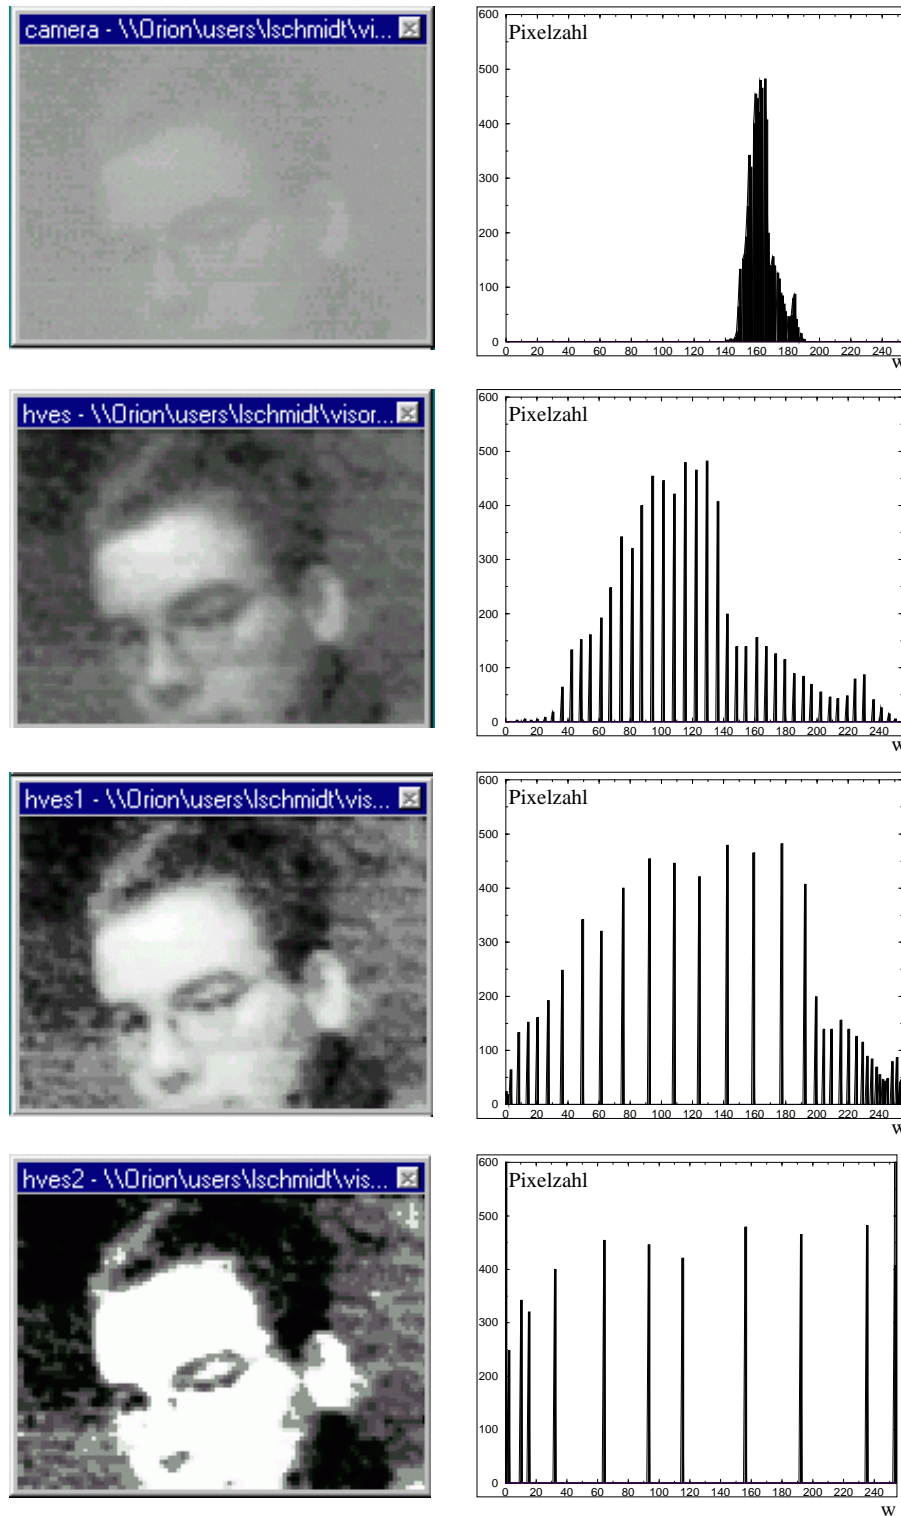 camera - \\Orion\users\lschmidt\vi...
600
Pixelzahl
500
400
300
200
100
0
0 20 40 60 80 100 120 140 160 180 200 220 240
w
hves - \\Orion\users\lschmidt\visor...
600
Pixelzahl
500
400
300
200
100
0
0 20 40 60 80 100 120 140 160 180 200 220 240
w
hves1 - \\Orion\users\lschmidt\vis...
600
Pixelzahl
500
400
300
200
100
0
0 20 40 60 80 100 120 140 160 180 200 220 240
w
hves2 - \\Orion\users\lschmidt\vis...
600
Pixelzahl
500
400
300
200
100
0
0 20 40 60 80 100 120 140 160 180 200 220 240
w